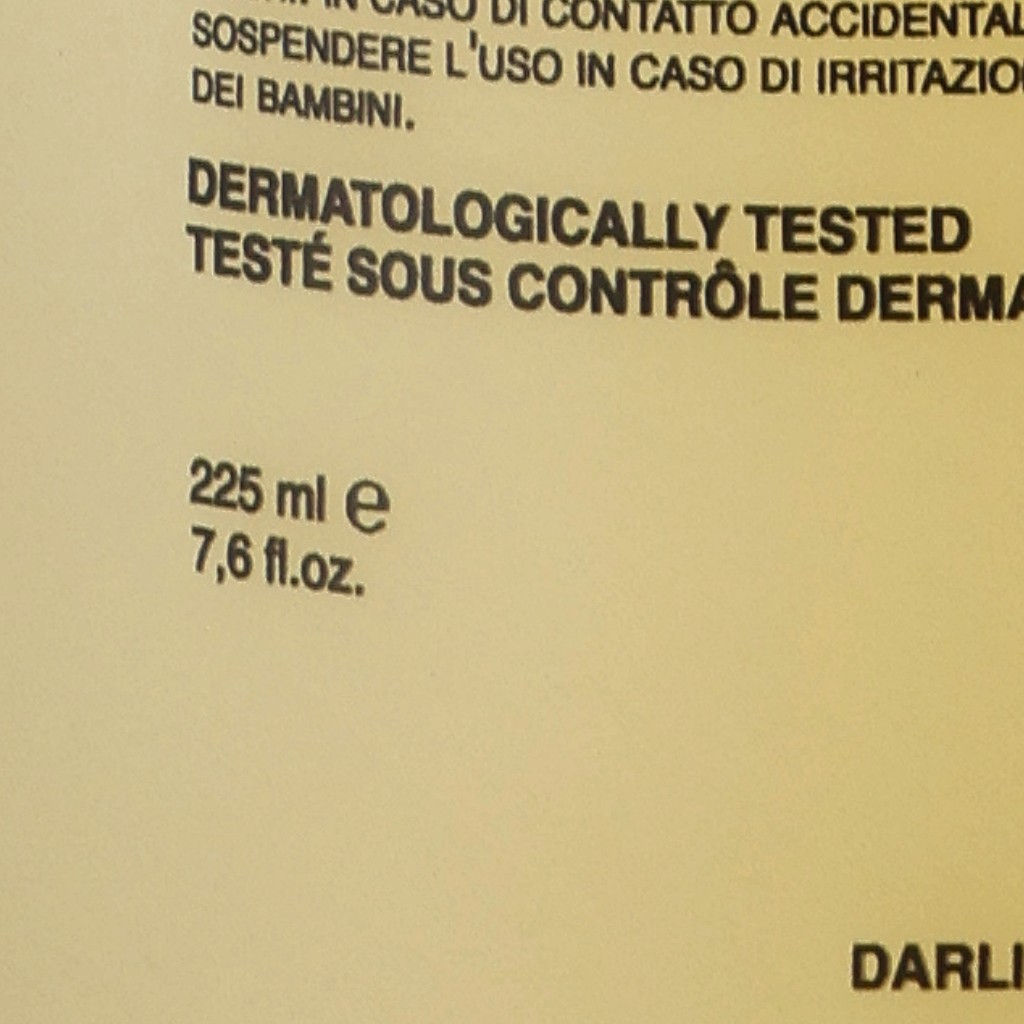 IN CASO DI CONTATTO ACCIDENTAL
SOSPENDERE L'USO IN CASO DI IRRITAZIO
DEI BAMBINI.
DERMATOLOGICALLY TESTED
TESTÉ SOUS CONTRÔLE DERMA
225 ml e
7,6 fl.oz.
DARLI